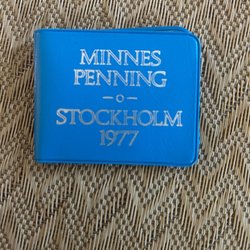 MINNES
PENNING
-o-
STOCKHOLM
1977